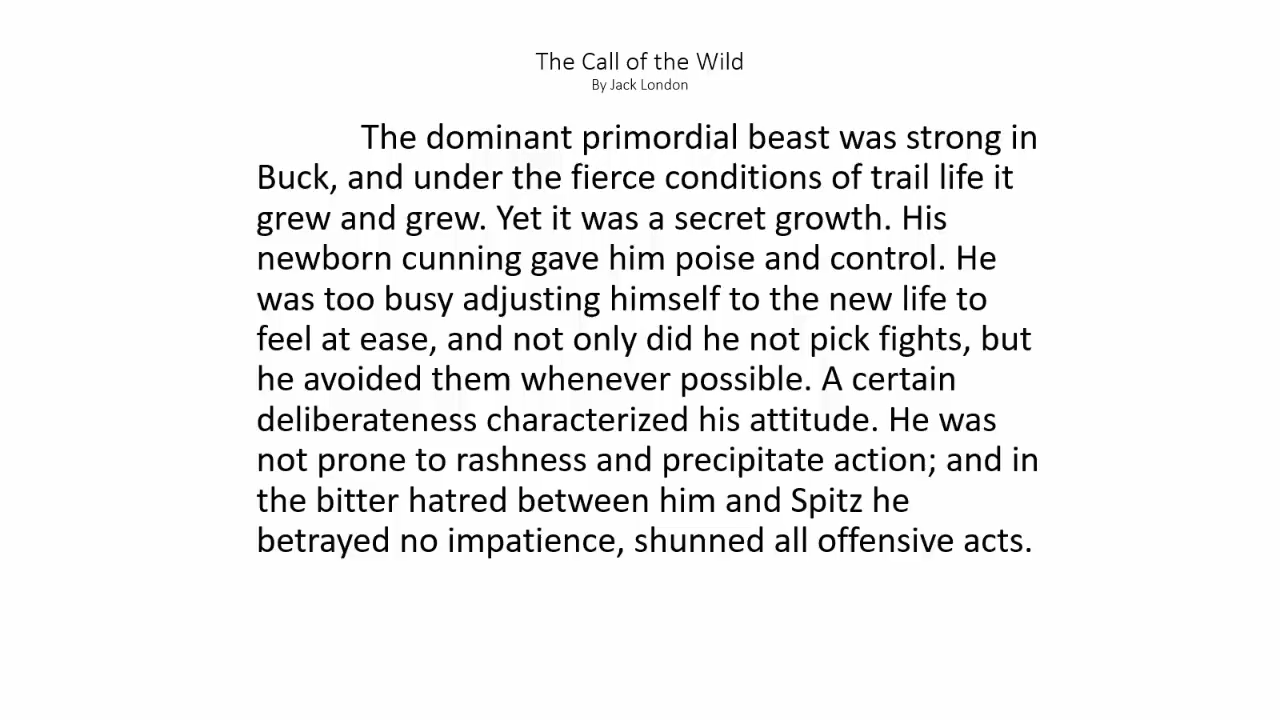 The Call of the Wild
By Jack London
The dominant primordial beast was strong in
Buck, and under the fierce conditions of trail life it
grew and grew. Yet it was a secret growth. His
newborn cunning gave him poise and control. He
was too busy adjusting himself to the new life to
feel at ease, and not only did he not pick fights, but
he avoided them whenever possible. A certain
deliberateness characterized his attitude. He was
not prone to rashness and precipitate action; and in
the bitter hatred between him and Spitz he
betrayed no impatience, shunned all offensive acts.